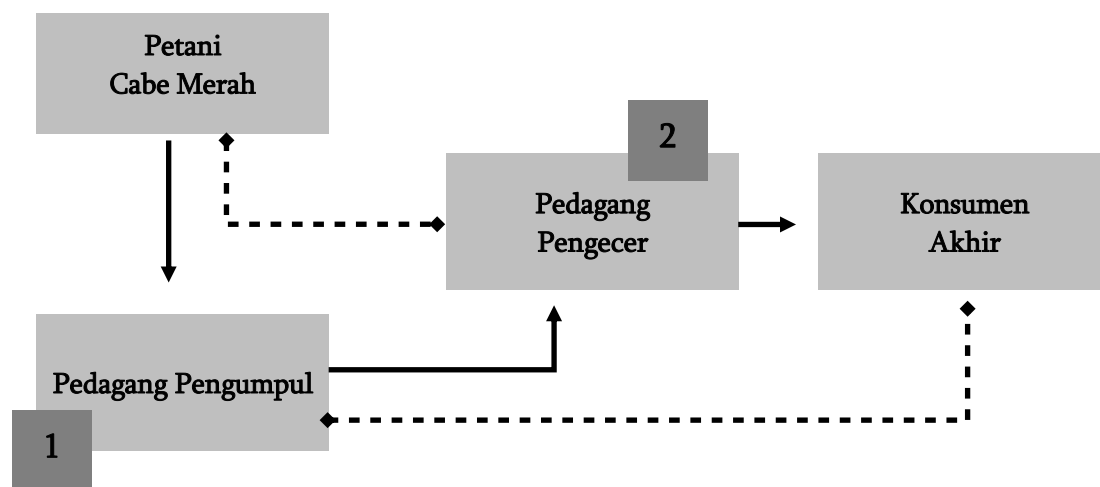 Petani
Cabe Merah
2
Pedagang
Pengecer
Konsumen
Akhir
Pedagang Pengumpul
1